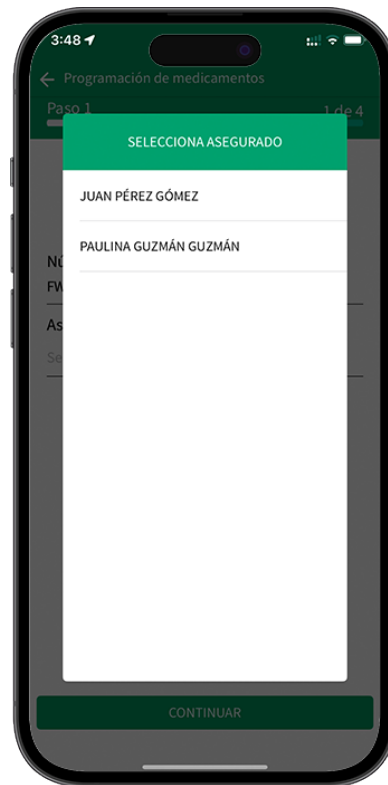 3:48
Programación de medicamentos
Paso 1 1 de 4
SELECCIONA ASEGURADO
JUAN PÉREZ GÓMEZ
PAULINA GUZMÁN GUZMÁN
CONTINUAR